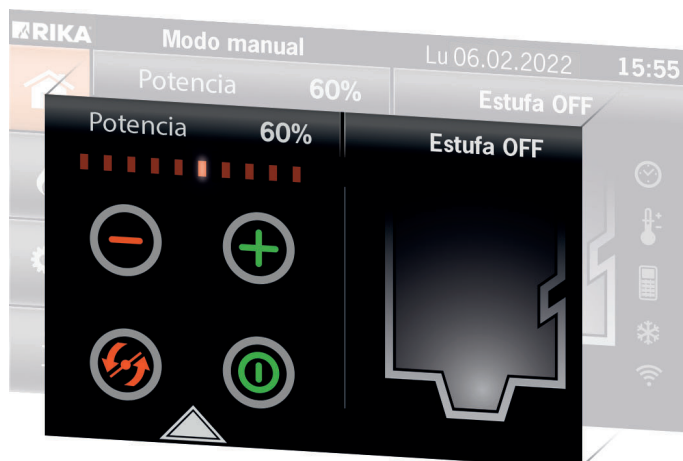 RIKA
Modo manual
Lu 06.02.2022
15:55
Potencia 60%
Estufa OFF
Potencia 60%
Estufa OFF